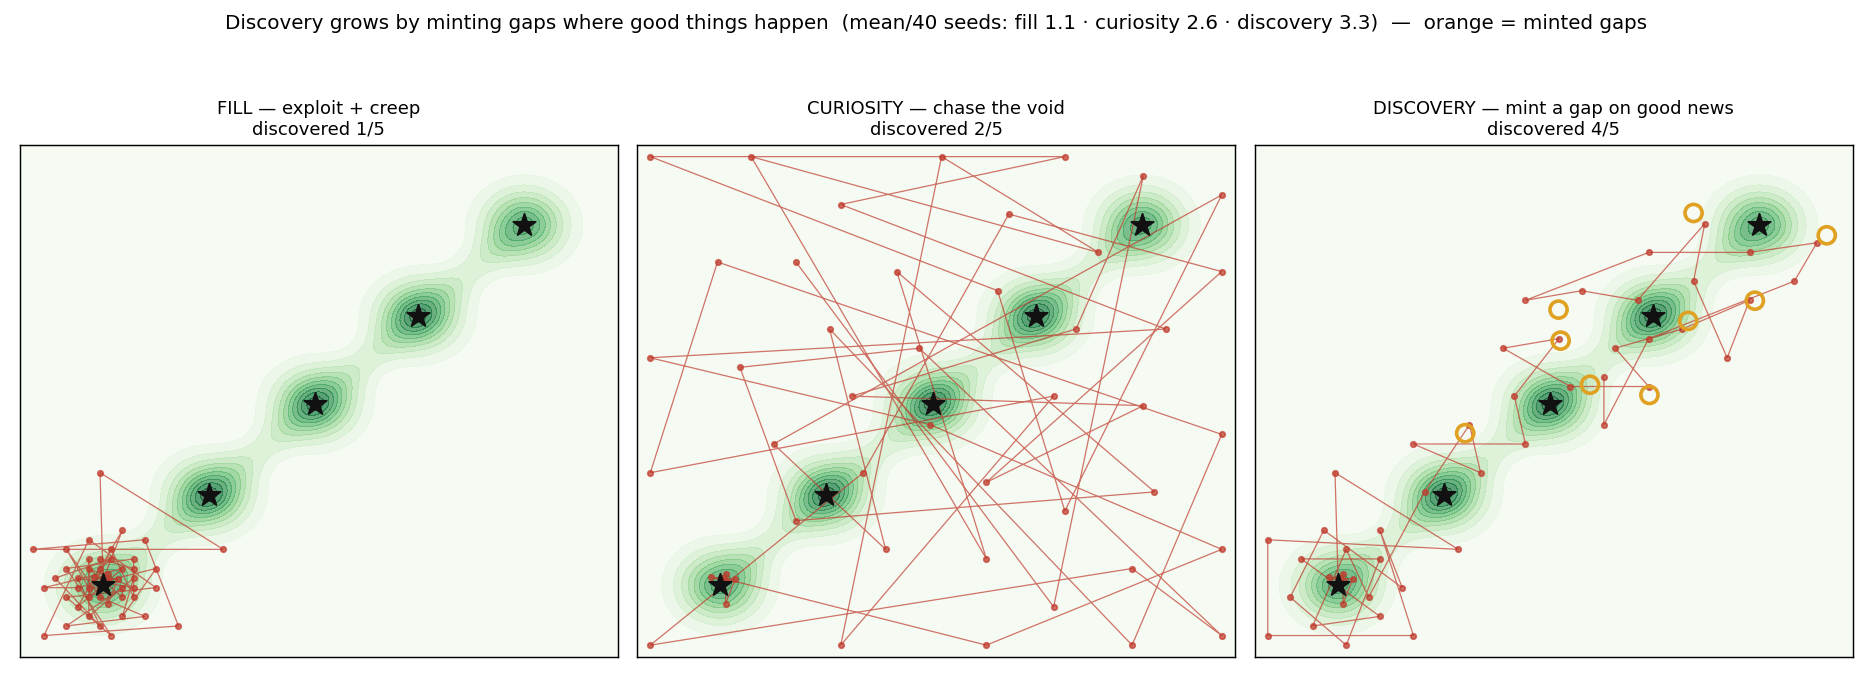 Discovery grows by minting gaps where good things happen  (mean/40 seeds: fill 1.1 · curiosity 2.6 · discovery 3.3)  —  orange = minted gaps
FILL — exploit + creep
discovered 1/5
CURIOSITY — chase the void
discovered 2/5
DISCOVERY — mint a gap on good news
discovered 4/5